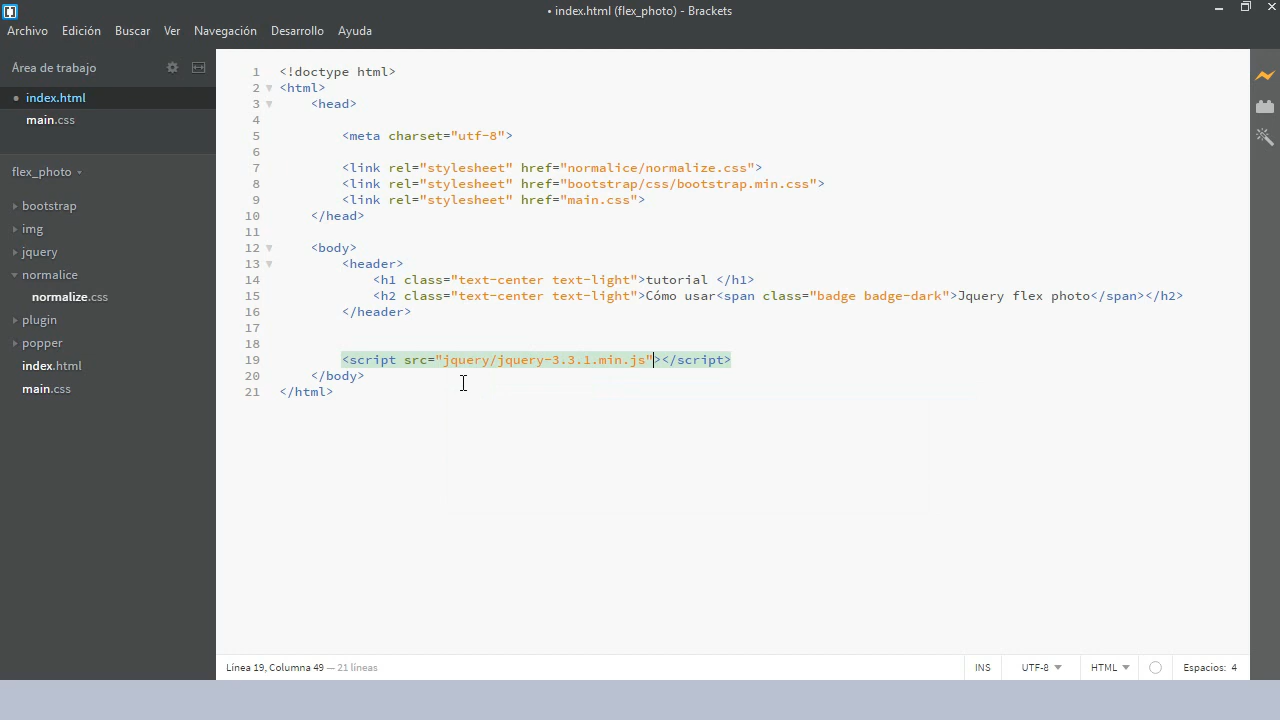 • index.html (flex_photo) - Brackets
Archivo Edición Buscar Ver Navegación Desarrollo Ayuda
Área de trabajo
• index.html
main.css
flex_photo
bootstrap
img
jquery
normalice
normalize.css
plugin
popper
index.html
main.css
1 <!doctype html>
2 <html>
3 <head>
4
5 <meta charset="utf-8">
6
7 <link rel="stylesheet" href="normalice/normalize.css">
8 <link rel="stylesheet" href="bootstrap/css/bootstrap.min.css">
9 <link rel="stylesheet" href="main.css">
10 </head>
11
12 <body>
13 <header>
14 <h1 class="text-center text-light">tutorial </h1>
15 <h2 class="text-center text-light">Cómo usar<span class="badge badge-dark">Jquery flex photo</span></h2>
16 </header>
17
18
19 <script src="jquery/jquery-3.3.1.min.js"></script>
20 </body>
21 </html>
Línea 19, Columna 49 — 21 líneas INS UTF-8 HTML Espacios: 4